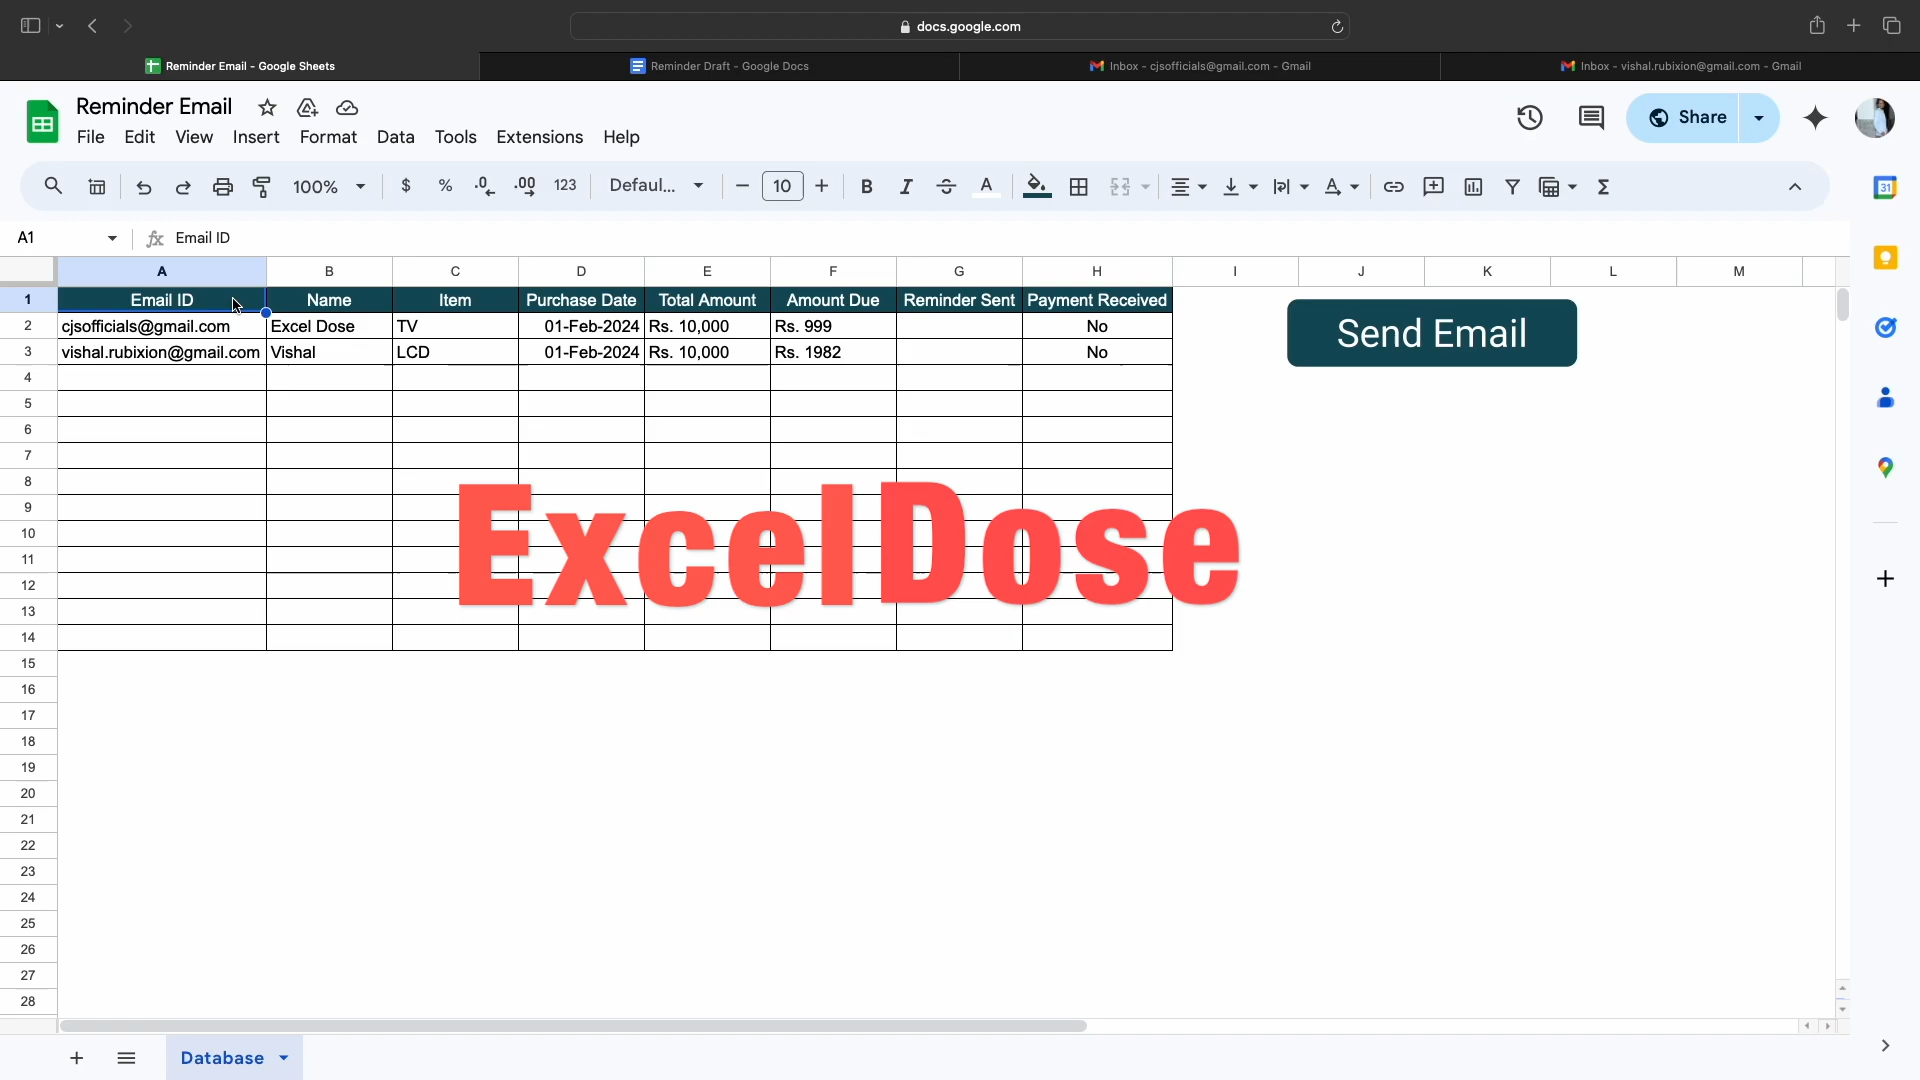 docs.google.com
Reminder Email - Google Sheets
Reminder Draft - Google Docs
Inbox - cjsofficials@gmail.com - Gmail
Inbox - vishal.rubixion@gmail.com - Gmail
Reminder Email
File Edit View Insert Format Data Tools Extensions Help
Share
100% $ % .0 .00 123 Defaul... 10 B I A Σ
31
A1 fx Email ID
A B C D E F G H I J K L M
1 Email ID Name Item Purchase Date Total Amount Amount Due Reminder Sent Payment Received
2 cjsofficials@gmail.com Excel Dose TV 01-Feb-2024 Rs. 10,000 Rs. 999 No
3 vishal.rubixion@gmail.com Vishal LCD 01-Feb-2024 Rs. 10,000 Rs. 1982 No
Send Email
4
5
6
7
8
9
10
ExcelDose
11
12
13
14
15
16
17
18
19
20
21
22
23
24
25
26
27
28
Database